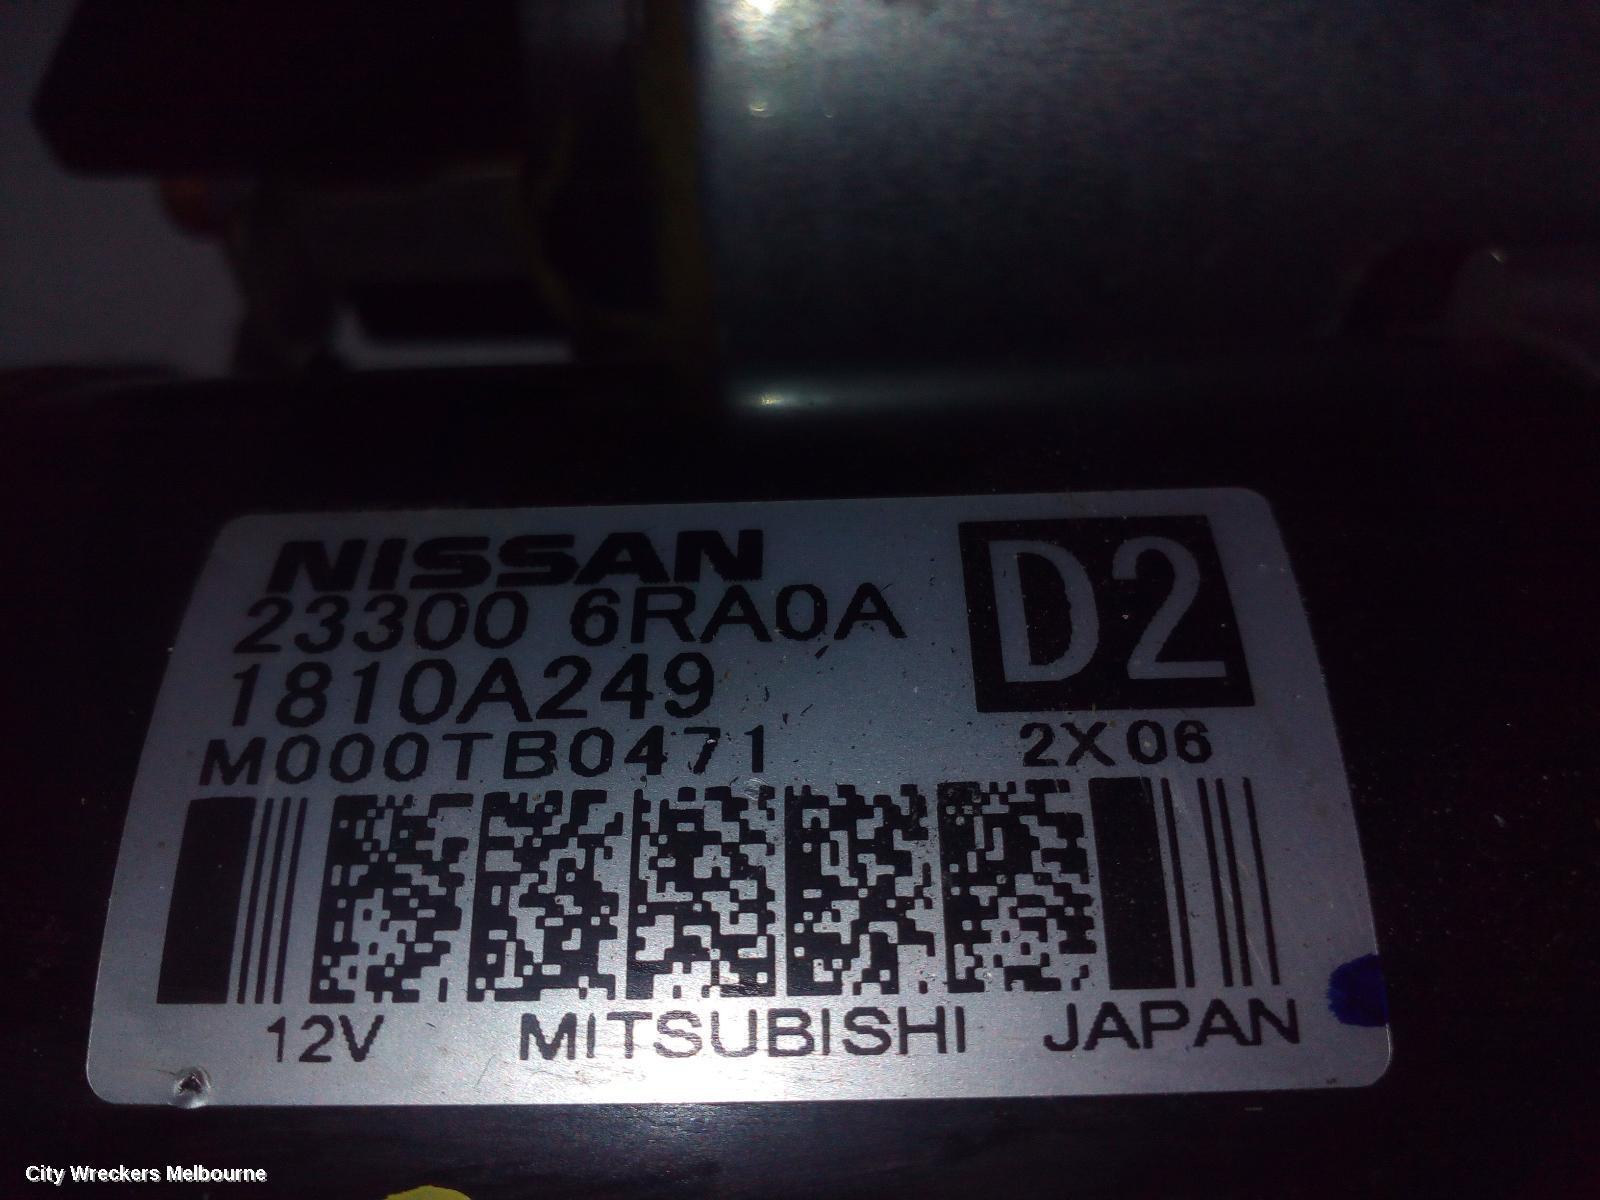 NISSAN
23300 6RA0A
1810A249
M000TB0471
D2
2X06
12V MITSUBISHI JAPAN
City Wreckers Melbourne